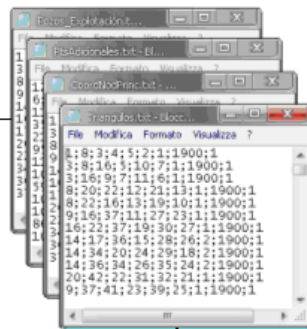 Pozos_Explotación.t...
PtsAdicionales.txt - Bl...
CoordNodPrinc.txt - ...
Triangulos.txt - Blocc...
File Modifica Formato Visualizza ?
1;8;3;4;5;2;1;1900;1
3;8;16;5;10;7;1;1900;1
5;16;9;7;11;6;1;1900;1
8;20;22;12;21;13;1;1900;1
8;22;16;13;19;10;1;1900;1
9;16;37;11;27;23;1;1900;1
16;22;37;19;30;27;1;1900;1
14;17;36;15;28;26;2;1900;1
14;34;20;24;29;18;2;1900;1
14;36;34;26;35;24;2;1900;1
20;42;22;31;32;21;1;1900;1
9;37;41;23;39;25;1;1900;1